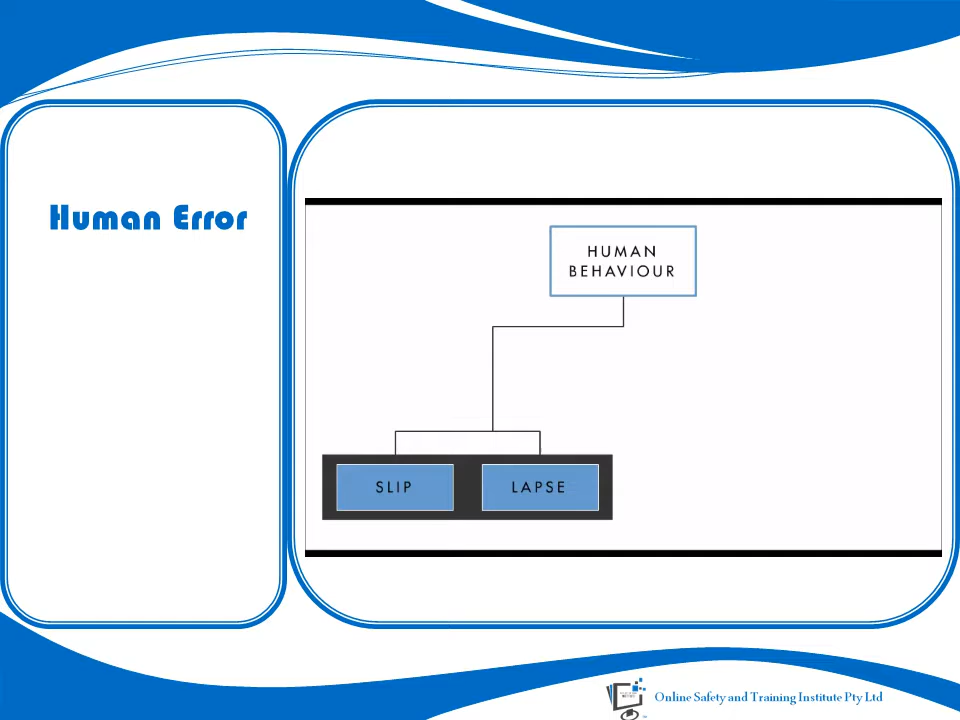 Human Error
HUMAN
BEHAVIOUR
SLIP
LAPSE
Online Safety and Training Institute Pty Ltd